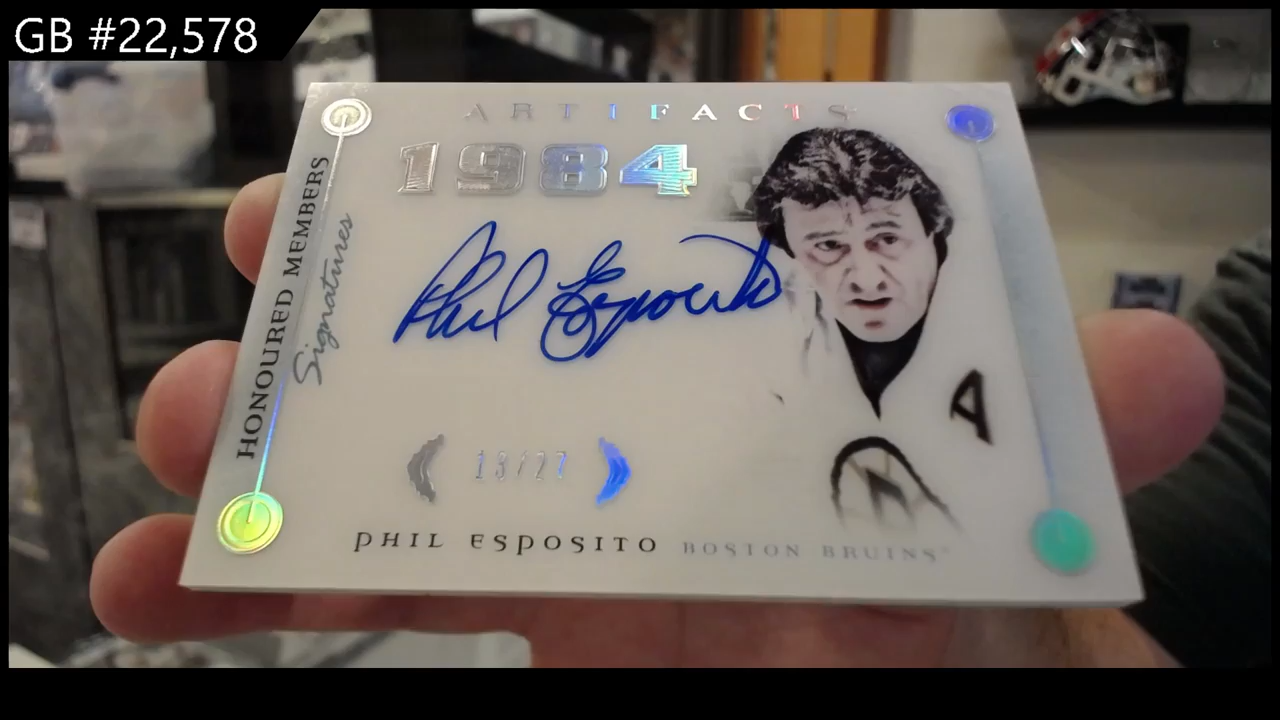 GB #22,578
ARTIFACTS
1984
HONOURED MEMBERS
Signatures
Phil Esposito
A
13/27
PHIL ESPOSITO BOSTON BRUINS